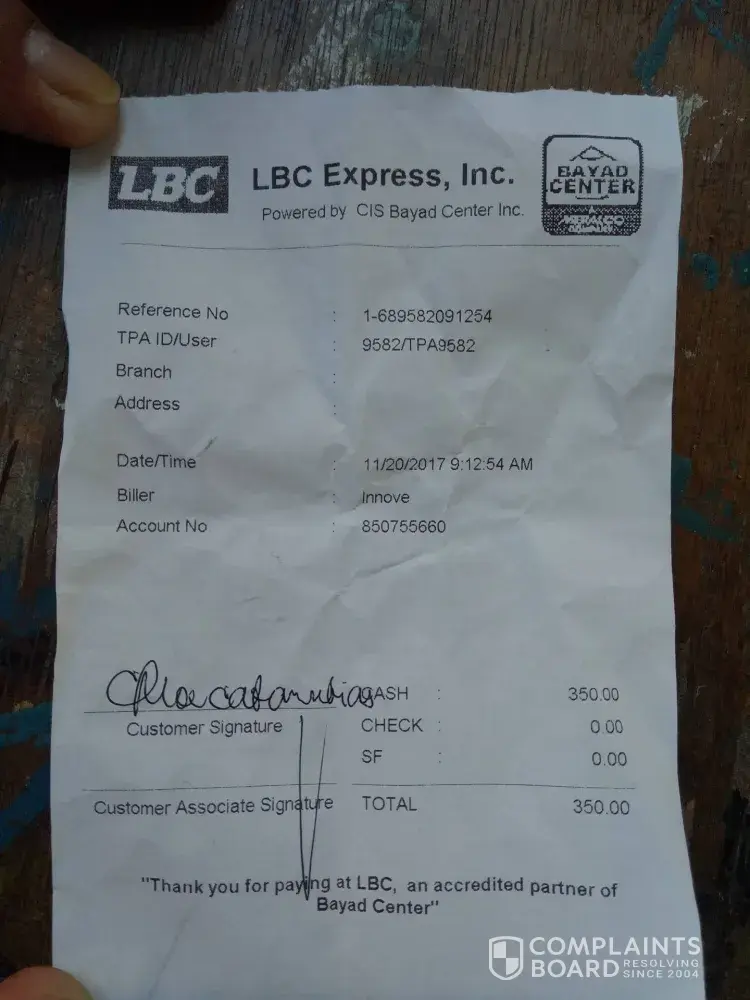 LBC
LBC Express, Inc.
Powered by CIS Bayad Center Inc.
BAYAD
CENTER
A
MERALCO
COMPANY
Reference No : 1-689582091254
TPA ID/User : 9582/TPA9582
Branch :
Address :
Date/Time : 11/20/2017 9:12:54 AM
Biller : Innove
Account No : 850755660
CASH : 350.00
Customer Signature CHECK : 0.00
SF : 0.00
Customer Associate Signature TOTAL 350.00
"Thank you for paying at LBC, an accredited partner of
Bayad Center"
COMPLAINTS
BOARD RESOLVING
SINCE 2004